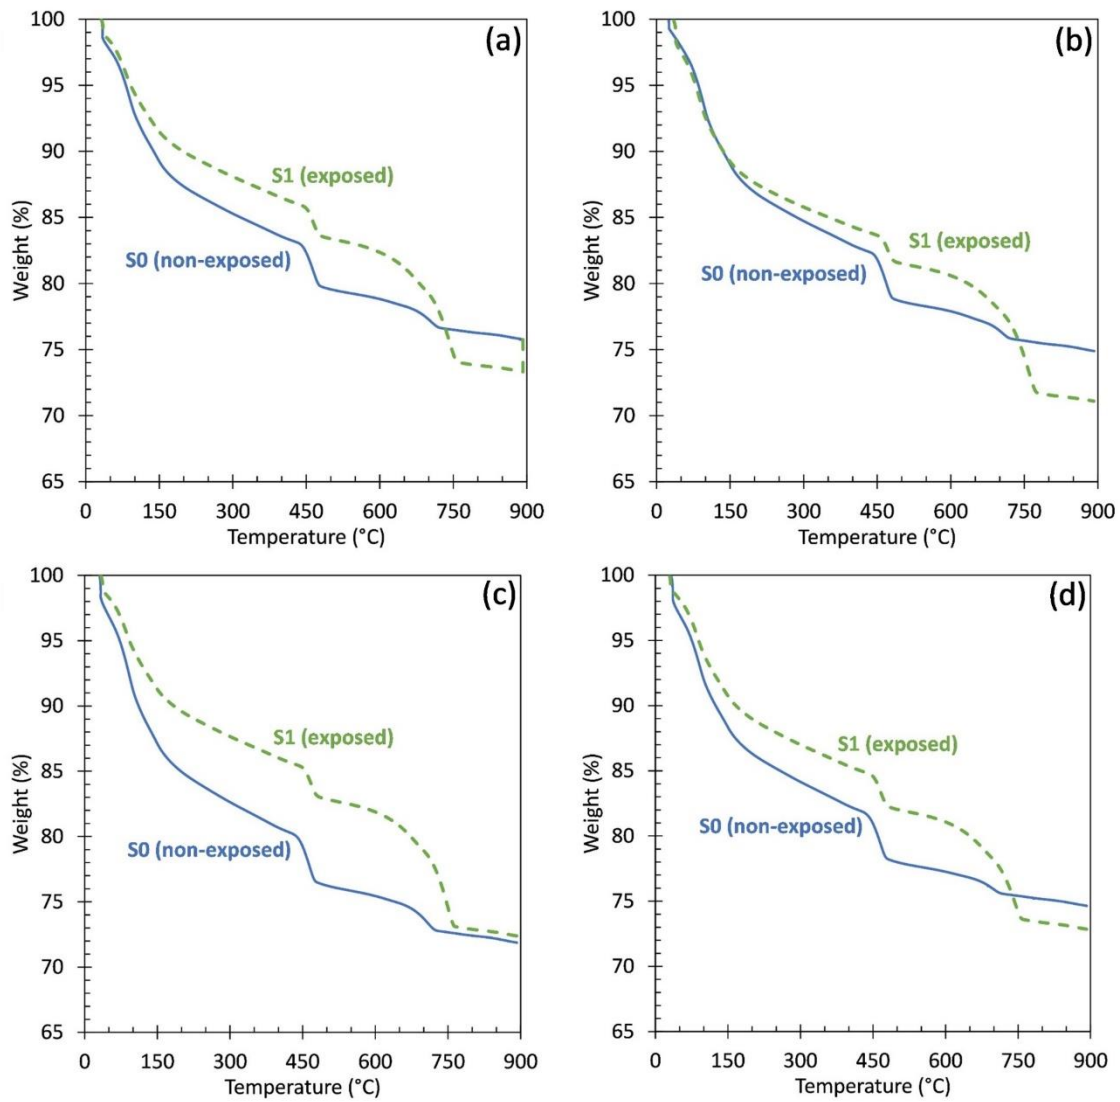 (a)
100
95
90
85
80
75
70
65
Weight (%)
S1 (exposed)
S0 (non-exposed)
0 150 300 450 600 750 900
Temperature (°C)
(b)
100
95
90
85
80
75
70
65
Weight (%)
S1 (exposed)
S0 (non-exposed)
0 150 300 450 600 750 900
Temperature (°C)
(c)
100
95
90
85
80
75
70
65
Weight (%)
S1 (exposed)
S0 (non-exposed)
0 150 300 450 600 750 900
Temperature (°C)
(d)
100
95
90
85
80
75
70
65
Weight (%)
S1 (exposed)
S0 (non-exposed)
0 150 300 450 600 750 900
Temperature (°C)